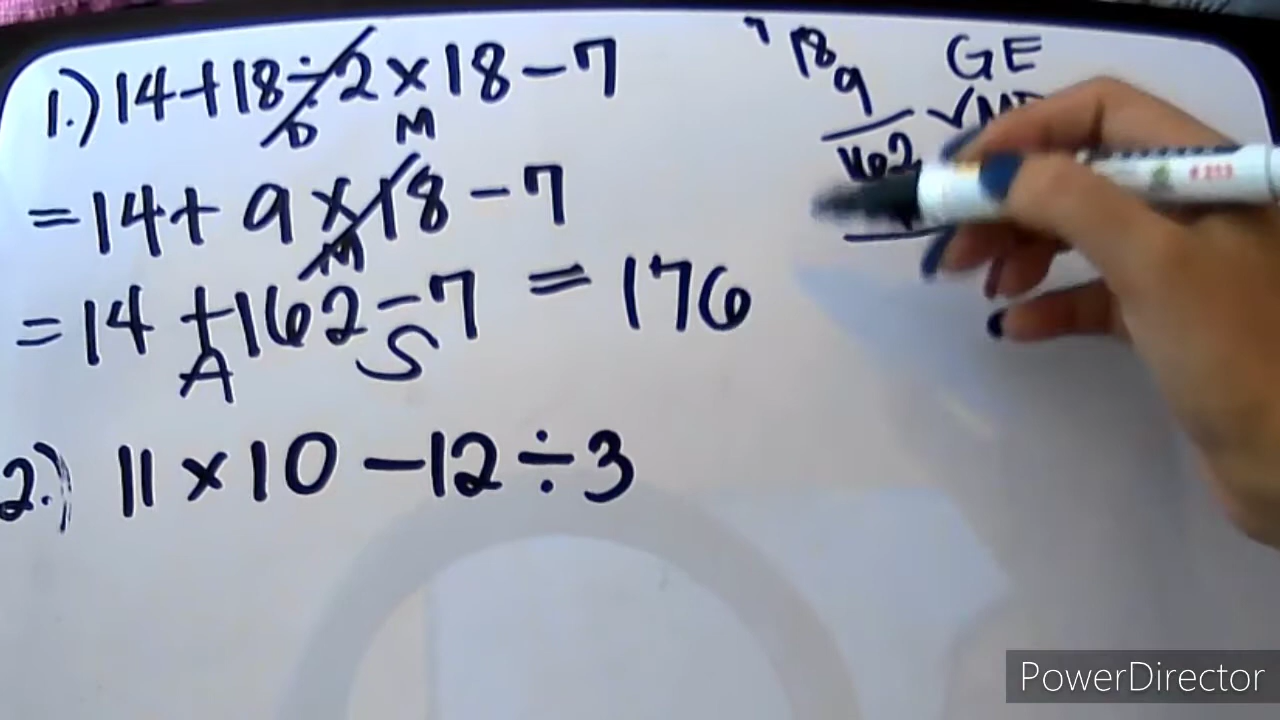 1.) 14+18÷2×18-7
D M
=14+9×18-7
M
=14+162-7=176
A S
2.) 11×10-12÷3
7 18
9
162
GE
PowerDirector